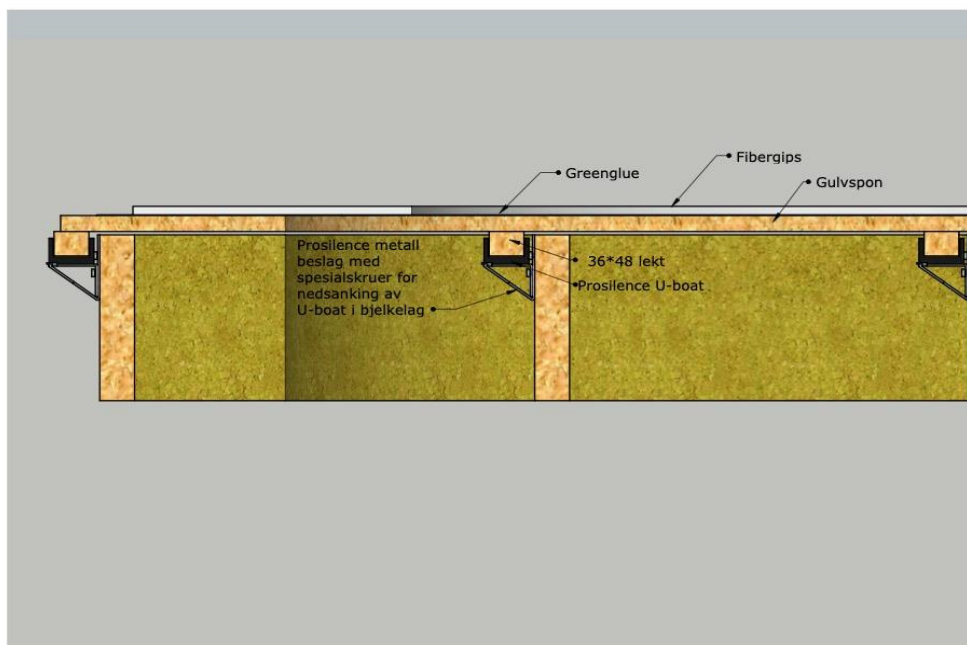 Fibergips
Greenglue
Gulvspon
Prosilence metall
beslag med
spesialskruer for
nedsanking av
U-boat i bjelkelag
36*48 lekt
Prosilence U-boat